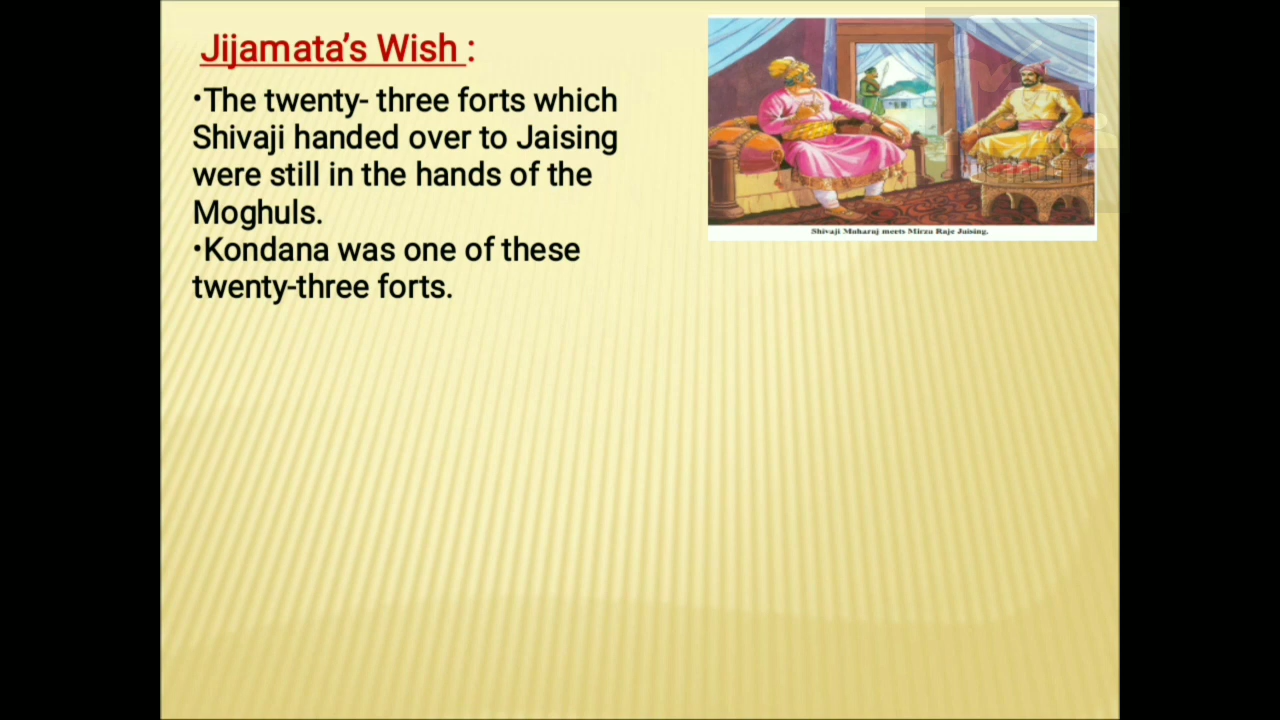 Jijamata’s Wish :
•The twenty- three forts which
Shivaji handed over to Jaising
were still in the hands of the
Moghuls.
•Kondana was one of these
twenty-three forts.
Shivaji Maharaj meets Mirza Raje Jaising.